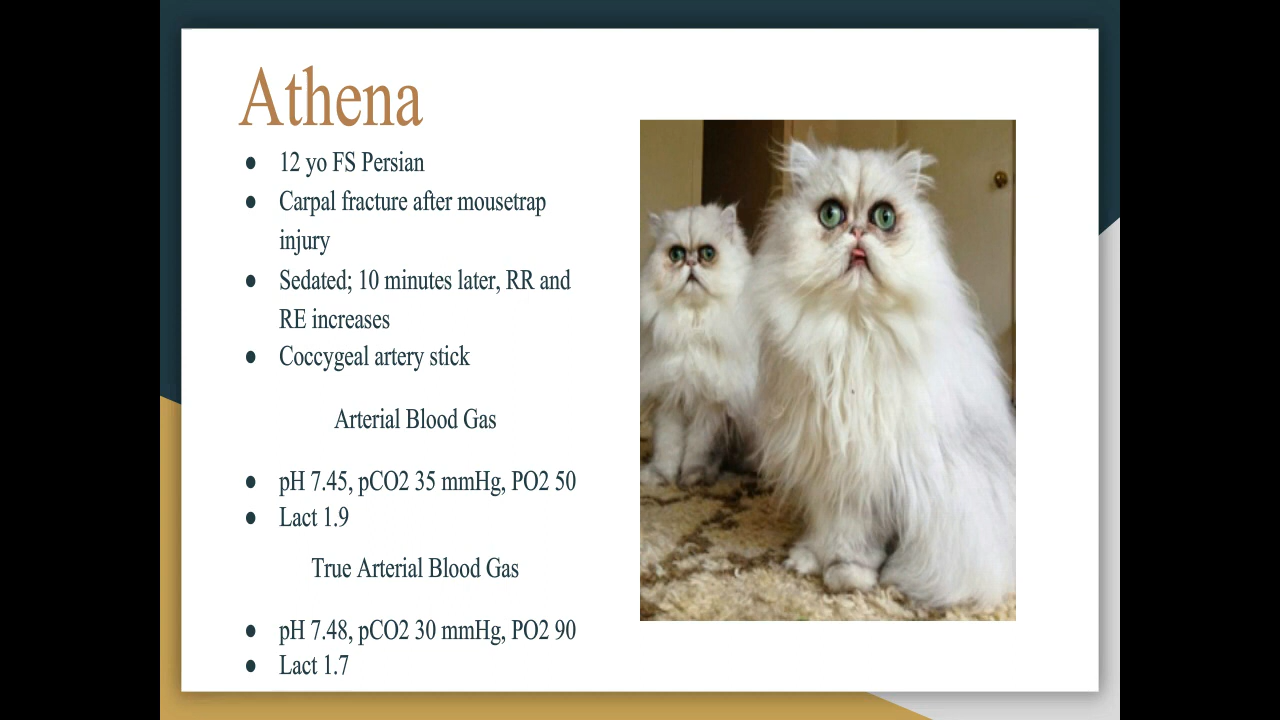 Athena
● 12 yo FS Persian
● Carpal fracture after mousetrap
injury
● Sedated; 10 minutes later, RR and
RE increases
● Coccygeal artery stick
Arterial Blood Gas
● pH 7.45, pCO2 35 mmHg, PO2 50
● Lact 1.9
True Arterial Blood Gas
● pH 7.48, pCO2 30 mmHg, PO2 90
● Lact 1.7